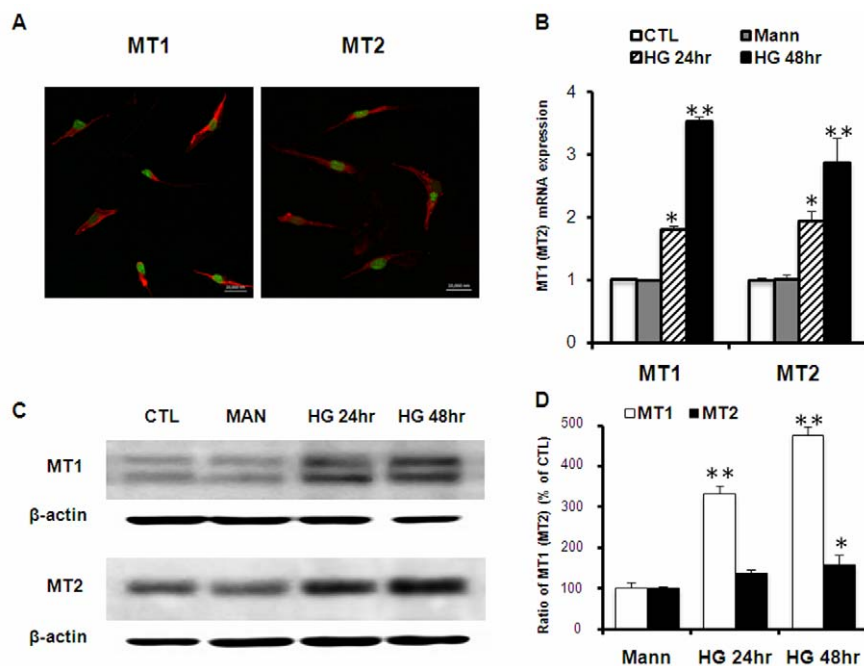 A
MT1 MT2
B
CTL Mann
HG 24hr HG 48hr
MT1 (MT2) mRNA expression
4
3
2
1
0
** ** * *
MT1 MT2
C
CTL MAN HG 24hr HG 48hr
MT1
β-actin
MT2
β-actin
D
MT1 MT2
Ratio of MT1 (MT2) (% of CTL)
500
400
300
200
100
0
** ** *
Mann HG 24hr HG 48hr